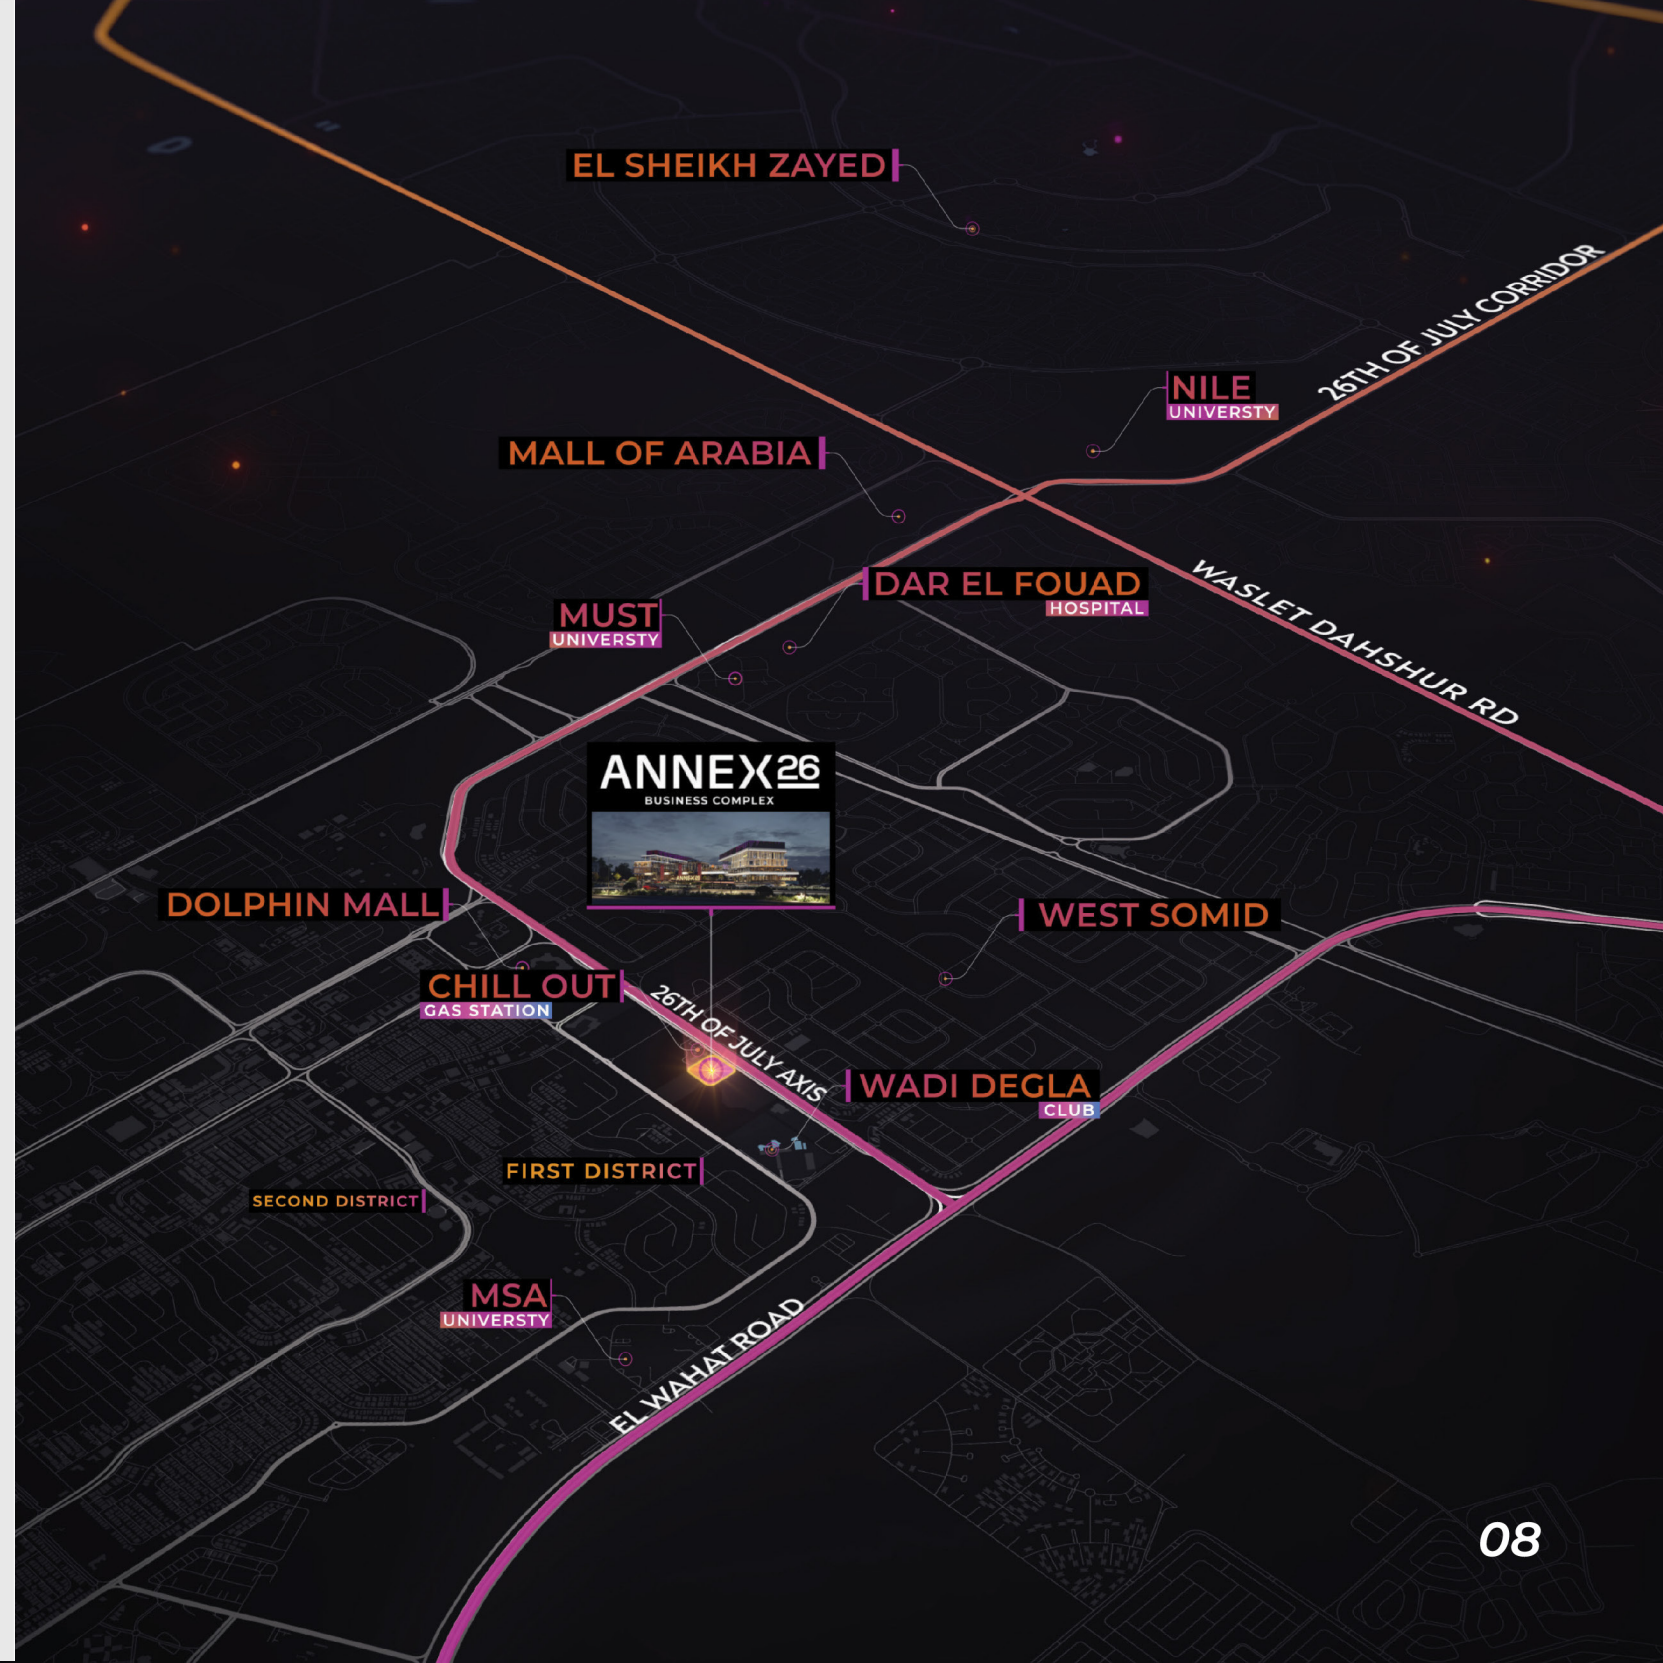 EL SHEIKH ZAYED
26TH OF JULY CORRIDOR
NILE
UNIVERSTY
MALL OF ARABIA
WASLET DAHSHUR RD
DAR EL FOUAD
HOSPITAL
MUST
UNIVERSTY
ANNEX26
BUSINESS COMPLEX
DOLPHIN MALL
WEST SOMID
CHILL OUT
GAS STATION
26TH OF JULY AXIS
WADI DEGLA
CLUB
FIRST DISTRICT
SECOND DISTRICT
MSA
UNIVERSTY
EL WAHAT ROAD
08